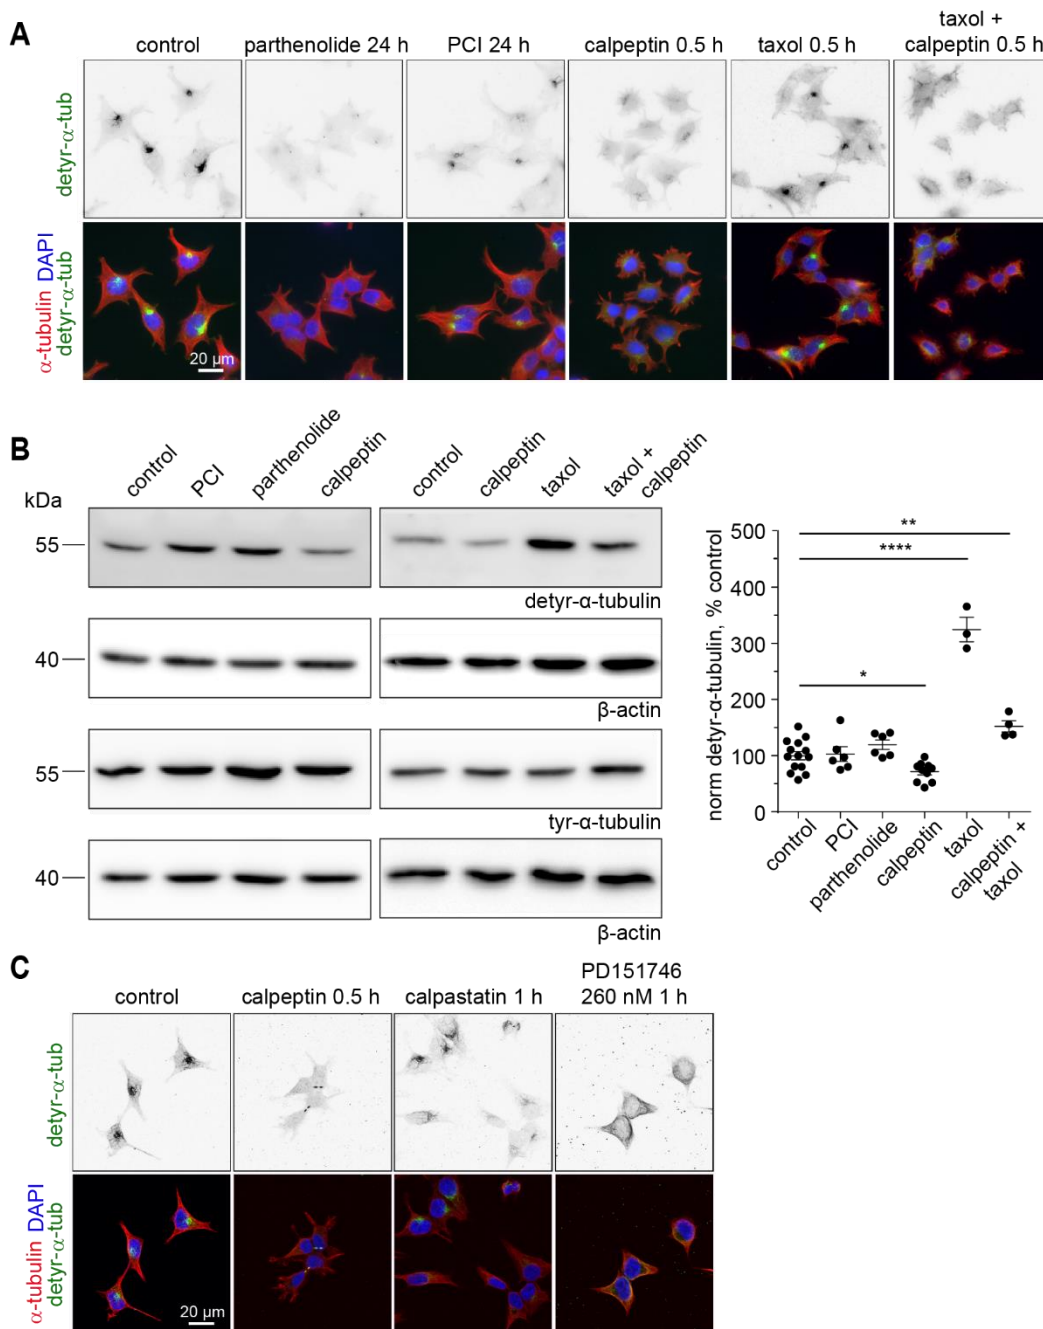 A
control
parthenolide 24 h
PCI 24 h
calpeptin 0.5 h
taxol 0.5 h
taxol +
calpeptin 0.5 h
detyr-α-tub
α-tubulin DAPI
detyr-α-tub
20 µm
B
kDa
control
PCI
parthenolide
calpeptin
control
calpeptin
taxol
taxol +
calpeptin
55
detyr-α-tubulin
40
β-actin
55
tyr-α-tubulin
40
β-actin
norm detyr-α-tubulin, % control
500
400
300
200
100
0
**
****
*
control
PCI
parthenolide
calpeptin
taxol
calpeptin +
taxol
C
control
calpeptin 0.5 h
calpastatin 1 h
PD151746
260 nM 1 h
detyr-α-tub
α-tubulin DAPI
detyr-α-tub
20 µm